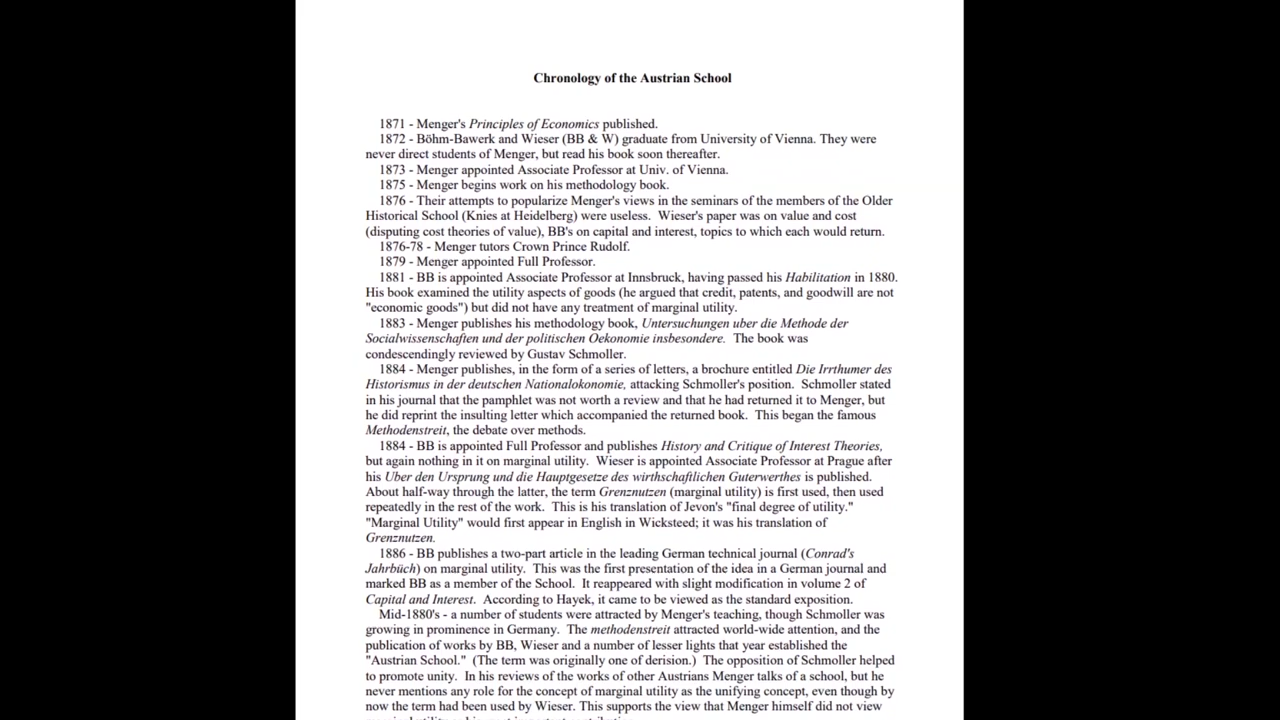 Chronology of the Austrian School
1871 - Menger's Principles of Economics published.
1872 - Böhm-Bawerk and Wieser (BB & W) graduate from University of Vienna. They were
never direct students of Menger, but read his book soon thereafter.
1873 - Menger appointed Associate Professor at Univ. of Vienna.
1875 - Menger begins work on his methodology book.
1876 - Their attempts to popularize Menger's views in the seminars of the members of the Older
Historical School (Knies at Heidelberg) were useless. Wieser's paper was on value and cost
(disputing cost theories of value), BB's on capital and interest, topics to which each would return.
1876-78 - Menger tutors Crown Prince Rudolf.
1879 - Menger appointed Full Professor.
1881 - BB is appointed Associate Professor at Innsbruck, having passed his Habilitation in 1880.
His book examined the utility aspects of goods (he argued that credit, patents, and goodwill are not
"economic goods") but did not have any treatment of marginal utility.
1883 - Menger publishes his methodology book, Untersuchungen uber die Methode der
Socialwissenschaften und der politischen Oekonomie insbesondere. The book was
condescendingly reviewed by Gustav Schmoller.
1884 - Menger publishes, in the form of a series of letters, a brochure entitled Die Irrthumer des
Historismus in der deutschen Nationalokonomie, attacking Schmoller's position. Schmoller stated
in his journal that the pamphlet was not worth a review and that he had returned it to Menger, but
he did reprint the insulting letter which accompanied the returned book. This began the famous
Methodenstreit, the debate over methods.
1884 - BB is appointed Full Professor and publishes History and Critique of Interest Theories,
but again nothing in it on marginal utility. Wieser is appointed Associate Professor at Prague after
his Uber den Ursprung und die Hauptgesetze des wirthschaftlichen Guterwerthes is published.
About half-way through the latter, the term Grenznutzen (marginal utility) is first used, then used
repeatedly in the rest of the work. This is his translation of Jevon's "final degree of utility."
"Marginal Utility" would first appear in English in Wicksteed; it was his translation of
Grenznutzen.
1886 - BB publishes a two-part article in the leading German technical journal (Conrad's
Jahrbüch) on marginal utility. This was the first presentation of the idea in a German journal and
marked BB as a member of the School. It reappeared with slight modification in volume 2 of
Capital and Interest. According to Hayek, it came to be viewed as the standard exposition.
Mid-1880's - a number of students were attracted by Menger's teaching, though Schmoller was
growing in prominence in Germany. The methodenstreit attracted world-wide attention, and the
publication of works by BB, Wieser and a number of lesser lights that year established the
"Austrian School." (The term was originally one of derision.) The opposition of Schmoller helped
to promote unity. In his reviews of the works of other Austrians Menger talks of a school, but he
never mentions any role for the concept of marginal utility as the unifying concept, even though by
now the term had been used by Wieser. This supports the view that Menger himself did not view